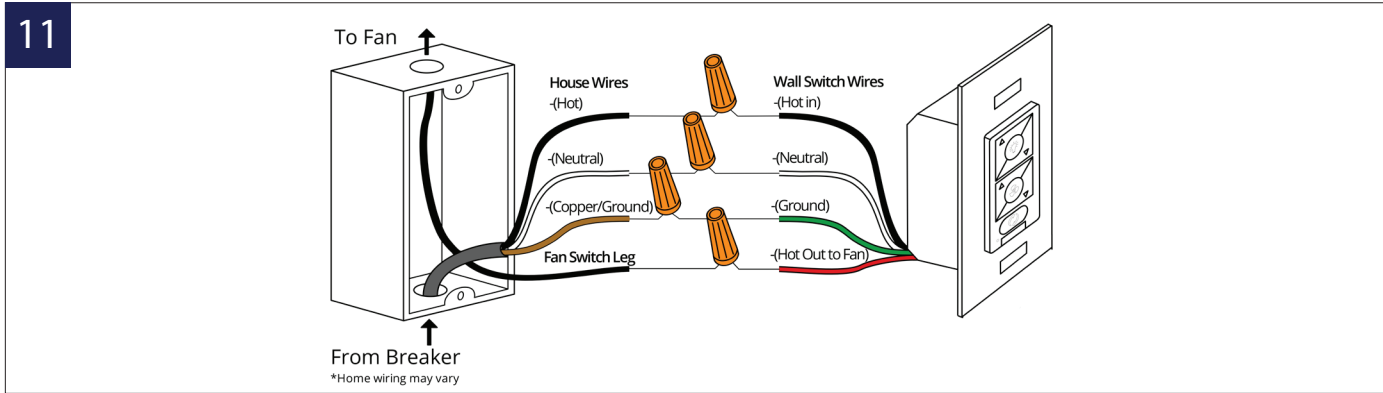 11
To Fan
House Wires
Wall Switch Wires
-(Hot)
-(Hot in)
-(Neutral)
-(Neutral)
-(Copper/Ground)
-(Ground)
Fan Switch Leg
-(Hot Out to Fan)
From Breaker
*Home wiring may vary